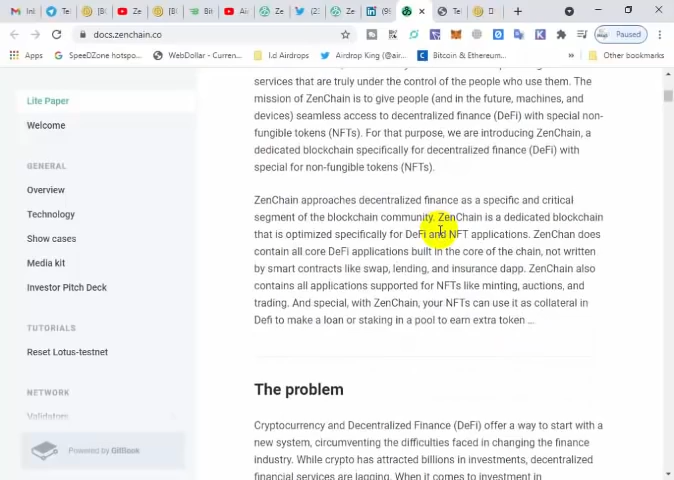 In
Tel
[B
Ze
[B
Bit
Ai
Ze
(2
Ze
(9
Te
docs.zenchain.co
Paused
Apps
SpeeDZone hotspo...
WebDollar - Curren...
I.d Airdrops
Airdrop King (@air...
Bitcoin & Ethereum...
Other bookmarks
services that are truly under the control of the people who use them. The
Lite Paper
mission of ZenChain is to give people (and in the future, machines, and
devices) seamless access to decentralized finance (DeFi) with special non-
Welcome
fungible tokens (NFTs). For that purpose, we are introducing ZenChain, a
dedicated blockchain specifically for decentralized finance (DeFi) with
GENERAL
special for non-fungible tokens (NFTs).
Overview
ZenChain approaches decentralized finance as a specific and critical
Technology
segment of the blockchain community. ZenChain is a dedicated blockchain
that is optimized specifically for DeFi and NFT applications. ZenChan does
Show cases
contain all core DeFi applications built in the core of the chain, not written
Media kit
by smart contracts like swap, lending, and insurance dapp. ZenChain also
Investor Pitch Deck
contains all applications supported for NFTs like minting, auctions, and
trading. And special, with ZenChain, your NFTs can use it as collateral in
DeFi to make a loan or staking in a pool to earn extra token ...
TUTORIALS
Reset Lotus-testnet
NETWORK
The problem
Validators
Cryptocurrency and Decentralized Finance (DeFi) offer a way to start with a
new system, circumventing the difficulties faced in changing the finance
Powered by GitBook
industry. While crypto has attracted billions in investments, decentralized
financial services are lagging. When it comes to investment in